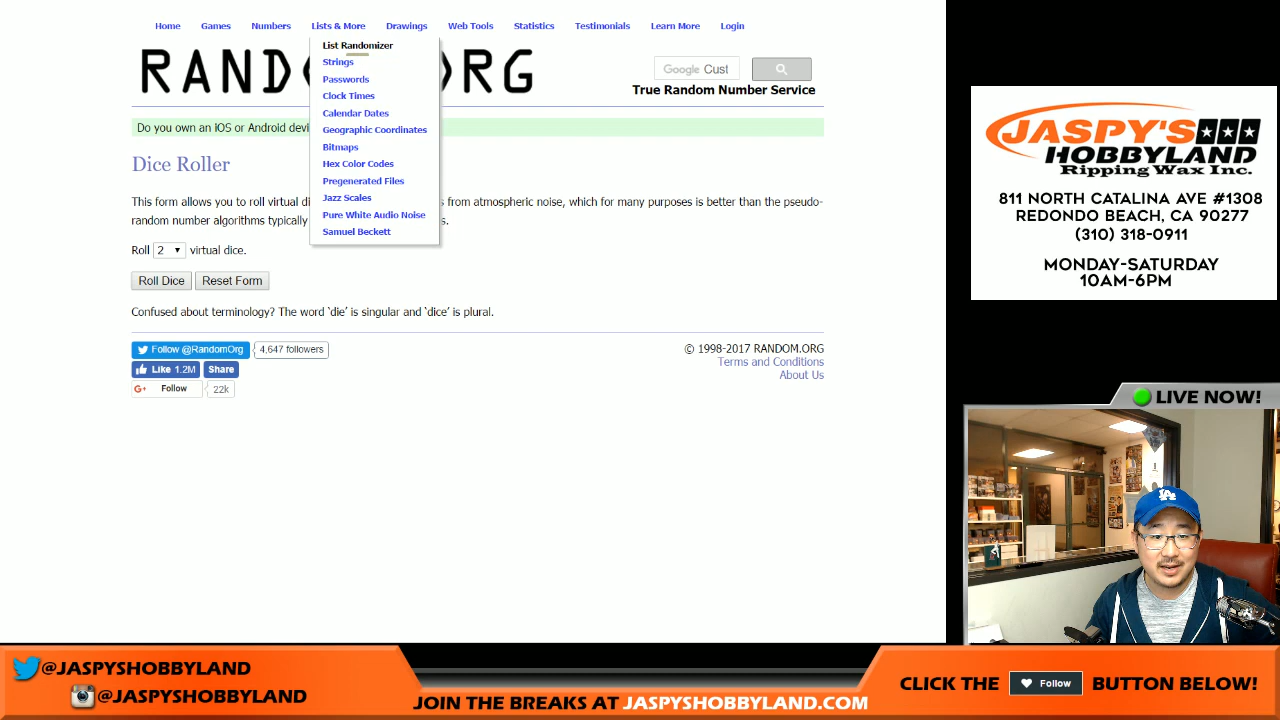 Home Games Numbers Lists & More Drawings Web Tools Statistics Testimonials Learn More Login
List Randomizer
Strings
Passwords
Clock Times
Calendar Dates
Geographic Coordinates
Bitmaps
Hex Color Codes
Pregenerated Files
Jazz Scales
Pure White Audio Noise
Samuel Beckett
RANDO ORG
Google Cust
True Random Number Service
Do you own an iOS or Android devi
Dice Roller
This form allows you to roll virtual di s from atmospheric noise, which for many purposes is better than the pseudo-
random number algorithms typically s.
Roll 2 virtual dice.
Roll Dice Reset Form
Confused about terminology? The word ‘die’ is singular and ‘dice’ is plural.
Follow @RandomOrg 4,647 followers
Like 1.2M Share
G+ Follow 22k
© 1998-2017 RANDOM.ORG
Terms and Conditions
About Us
JASPY'S
HOBBYLAND
Ripping Wax Inc.
811 NORTH CATALINA AVE #1308
REDONDO BEACH, CA 90277
(310) 318-0911
MONDAY-SATURDAY
10AM-6PM
LIVE NOW!
LA
@JASPYSHOBBYLAND
@JASPYSHOBBYLAND
JOIN THE BREAKS AT JASPYSHOBBYLAND.COM
CLICK THE Follow BUTTON BELOW!